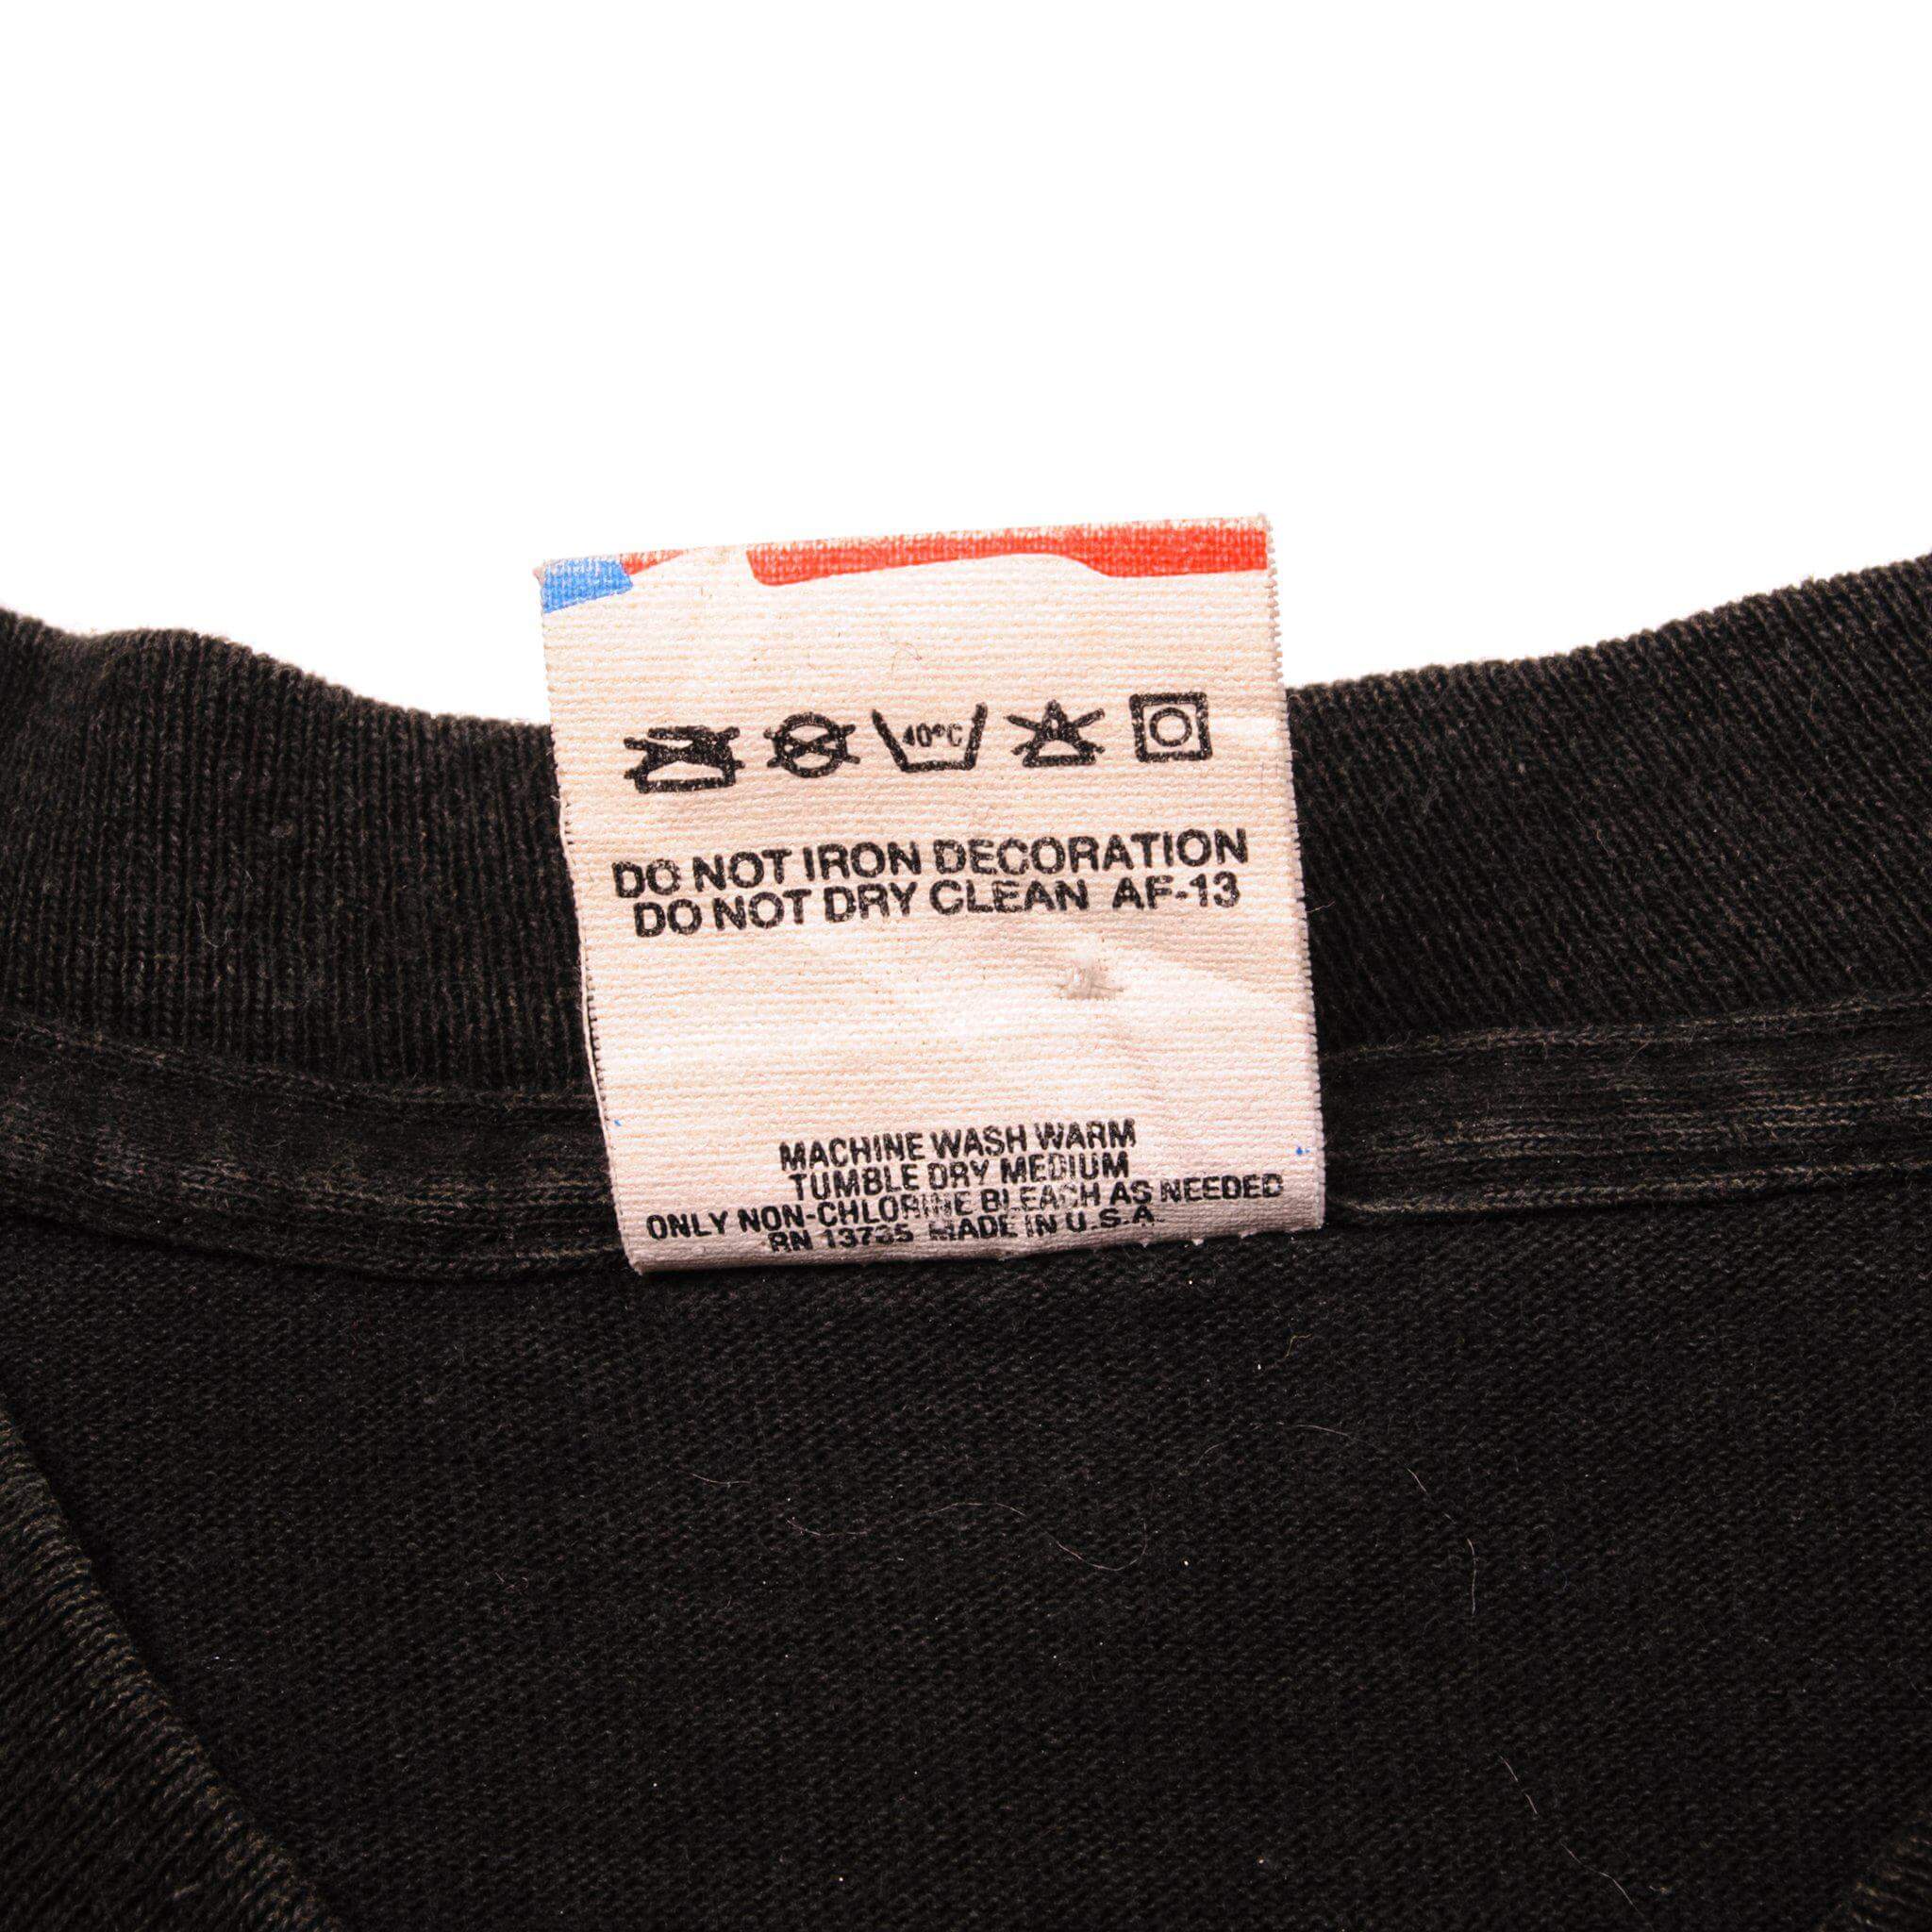 40°C
DO NOT IRON DECORATION
DO NOT DRY CLEAN AF-13
MACHINE WASH WARM
TUMBLE DRY MEDIUM
ONLY NON-CHLORINE BLEACH AS NEEDED
RN 13735 MADE IN U.S.A.